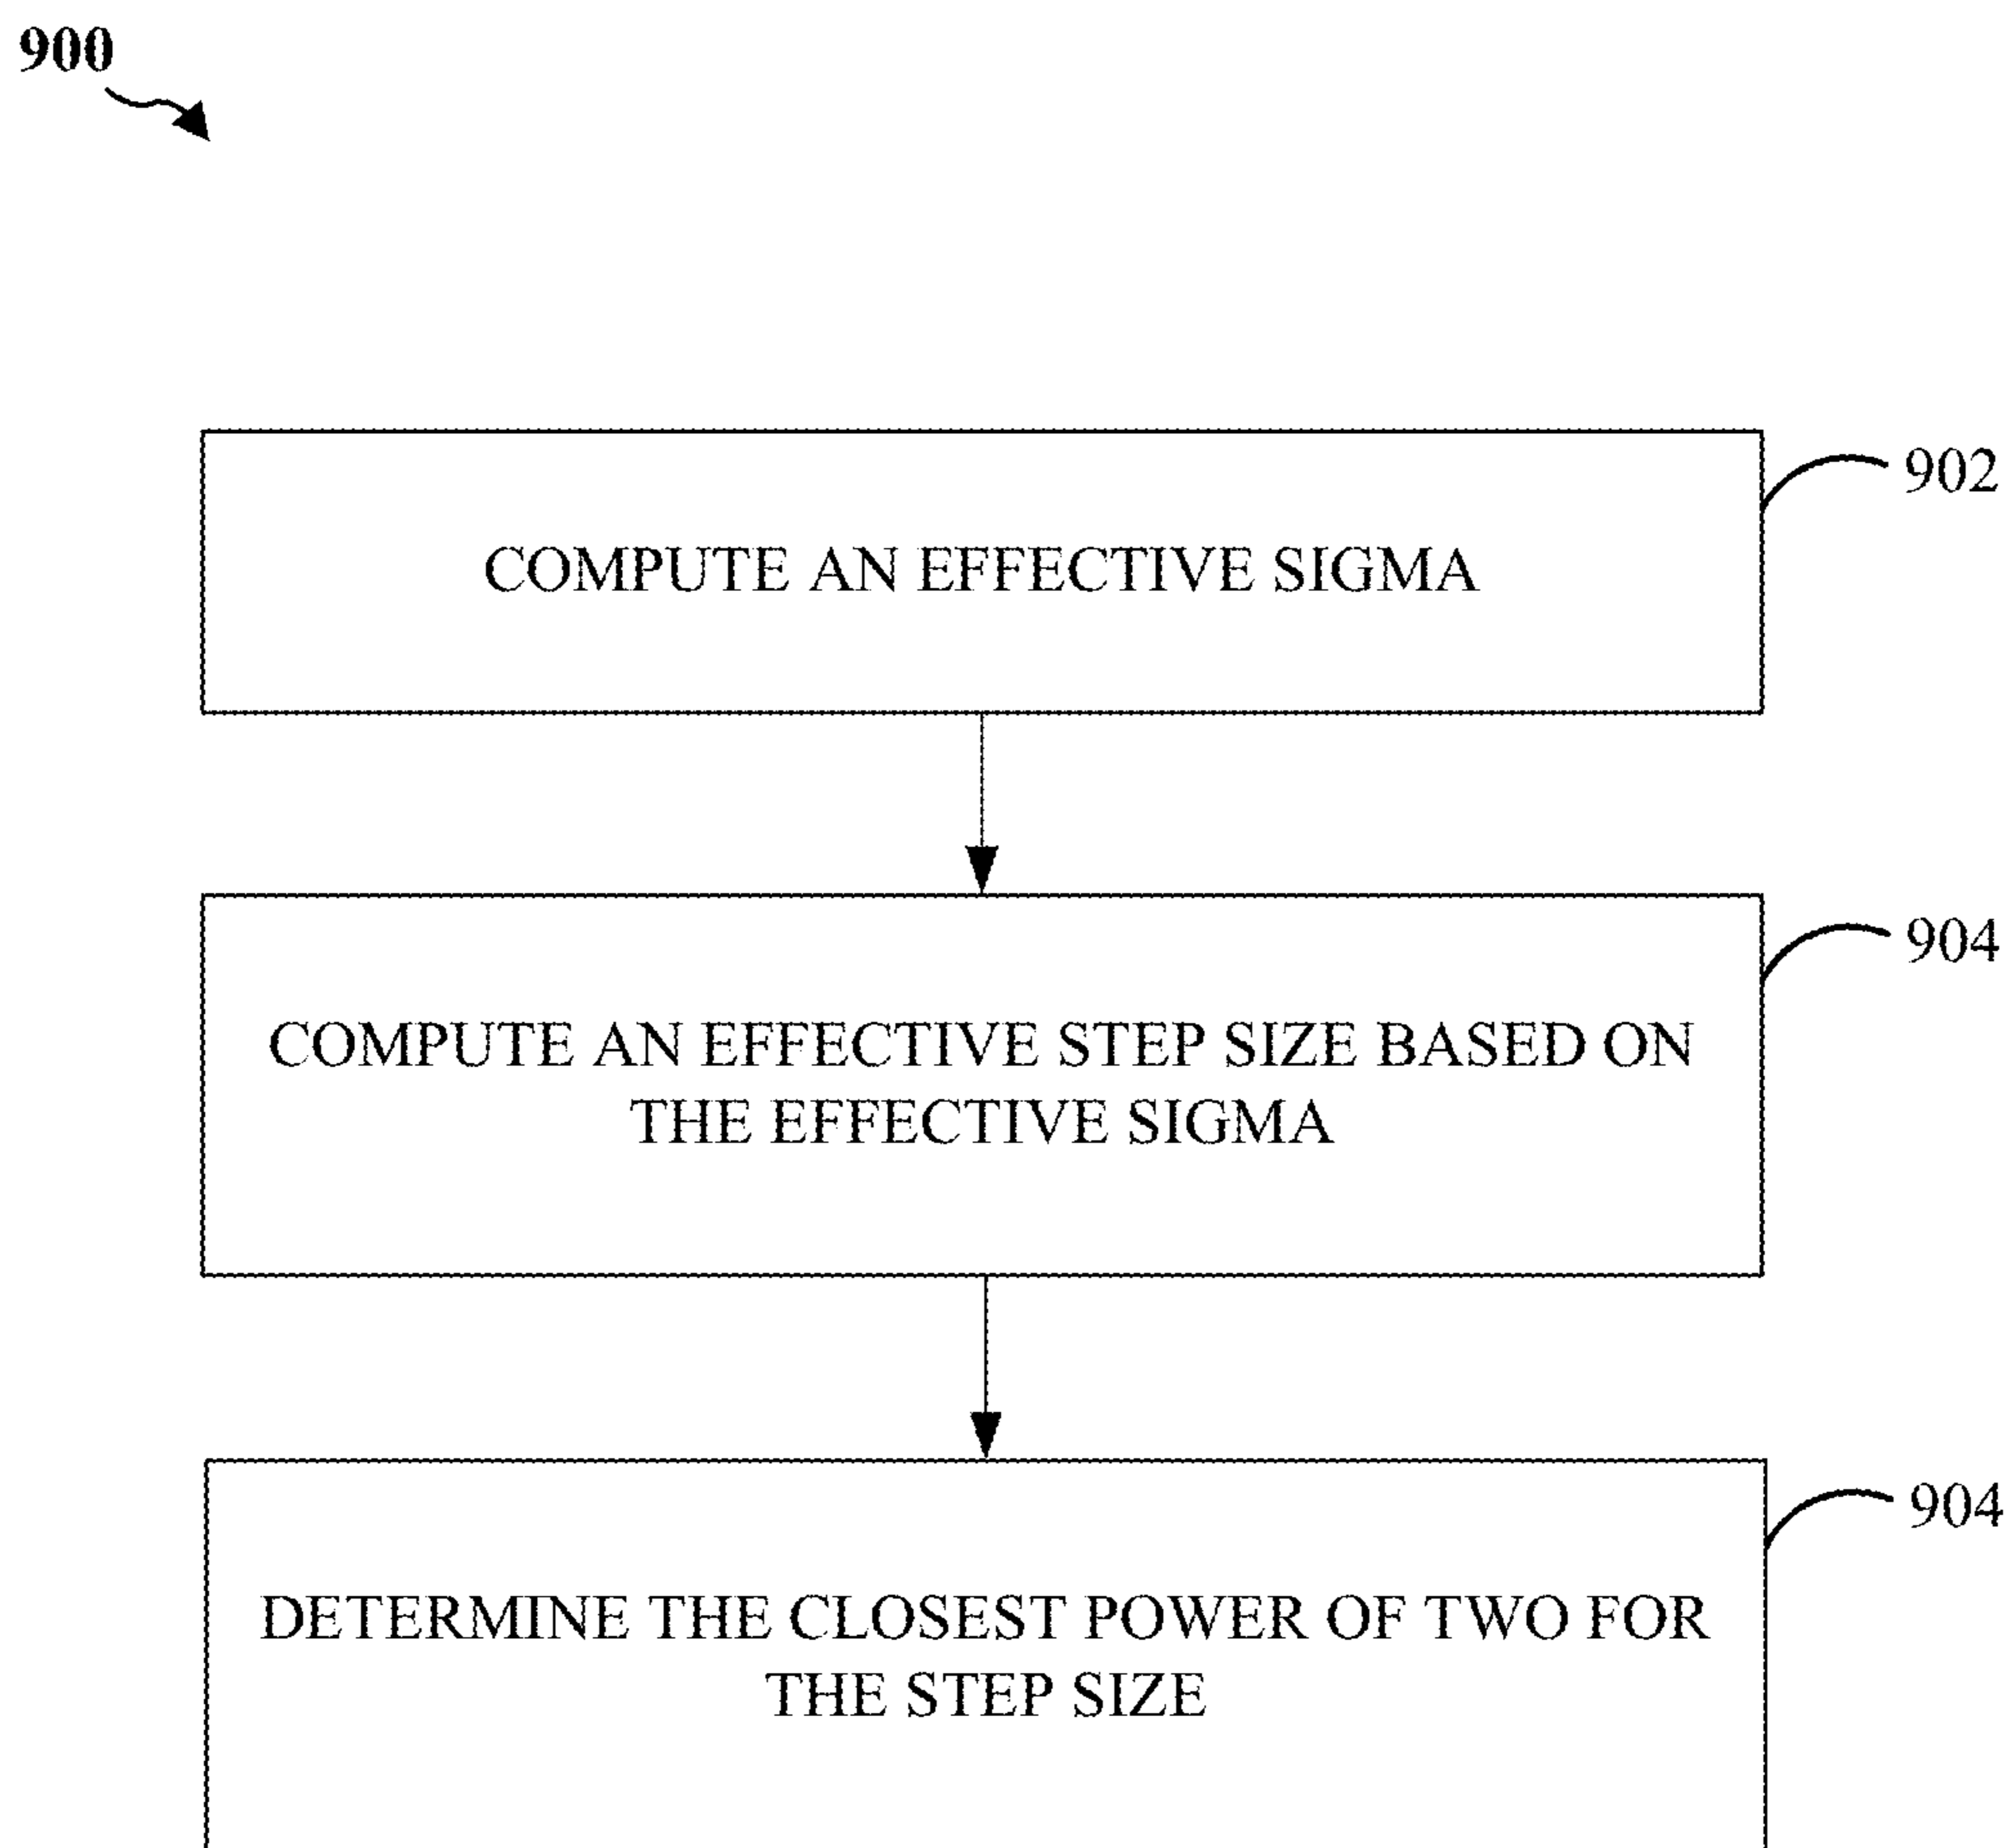 900
902
COMPUTE AN EFFECTIVE SIGMA
904
COMPUTE AN EFFECTIVE STEP SIZE BASED ON
THE EFFECTIVE SIGMA
904
DETERMINE THE CLOSEST POWER OF TWO FOR
THE STEP SIZE